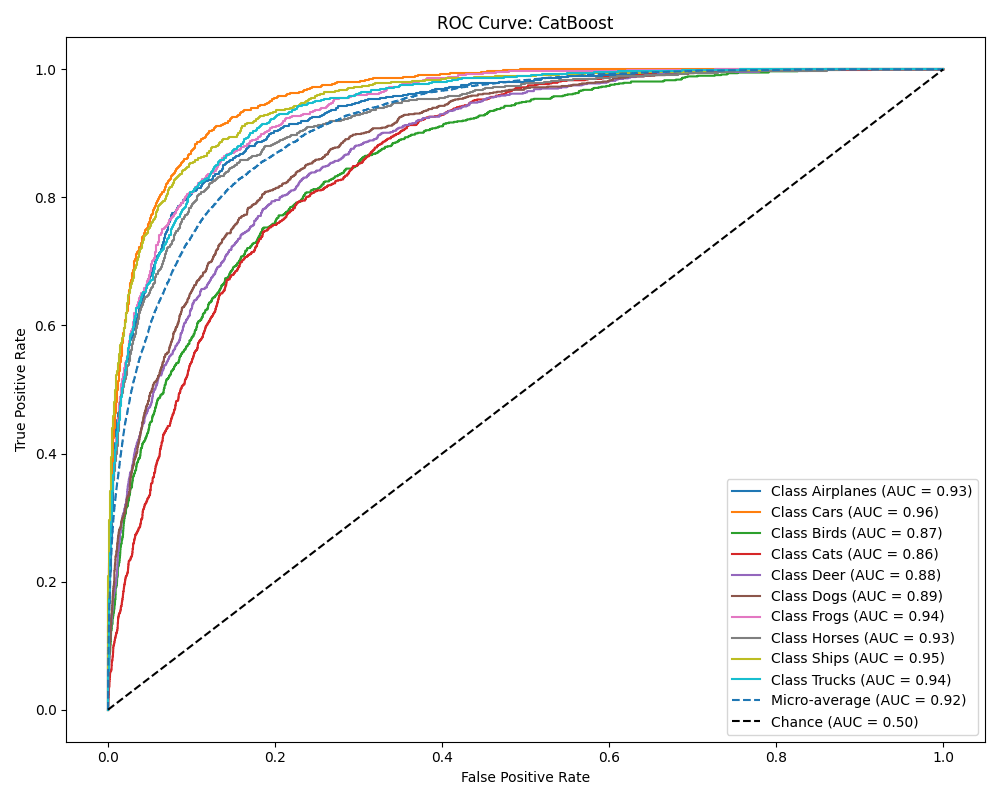 ROC Curve: CatBoost
True Positive Rate
1.0
0.8
0.6
0.4
0.2
0.0
Class Airplanes (AUC = 0.93)
Class Cars (AUC = 0.96)
Class Birds (AUC = 0.87)
Class Cats (AUC = 0.86)
Class Deer (AUC = 0.88)
Class Dogs (AUC = 0.89)
Class Frogs (AUC = 0.94)
Class Horses (AUC = 0.93)
Class Ships (AUC = 0.95)
Class Trucks (AUC = 0.94)
Micro-average (AUC = 0.92)
Chance (AUC = 0.50)
0.0 0.2 0.4 0.6 0.8 1.0
False Positive Rate